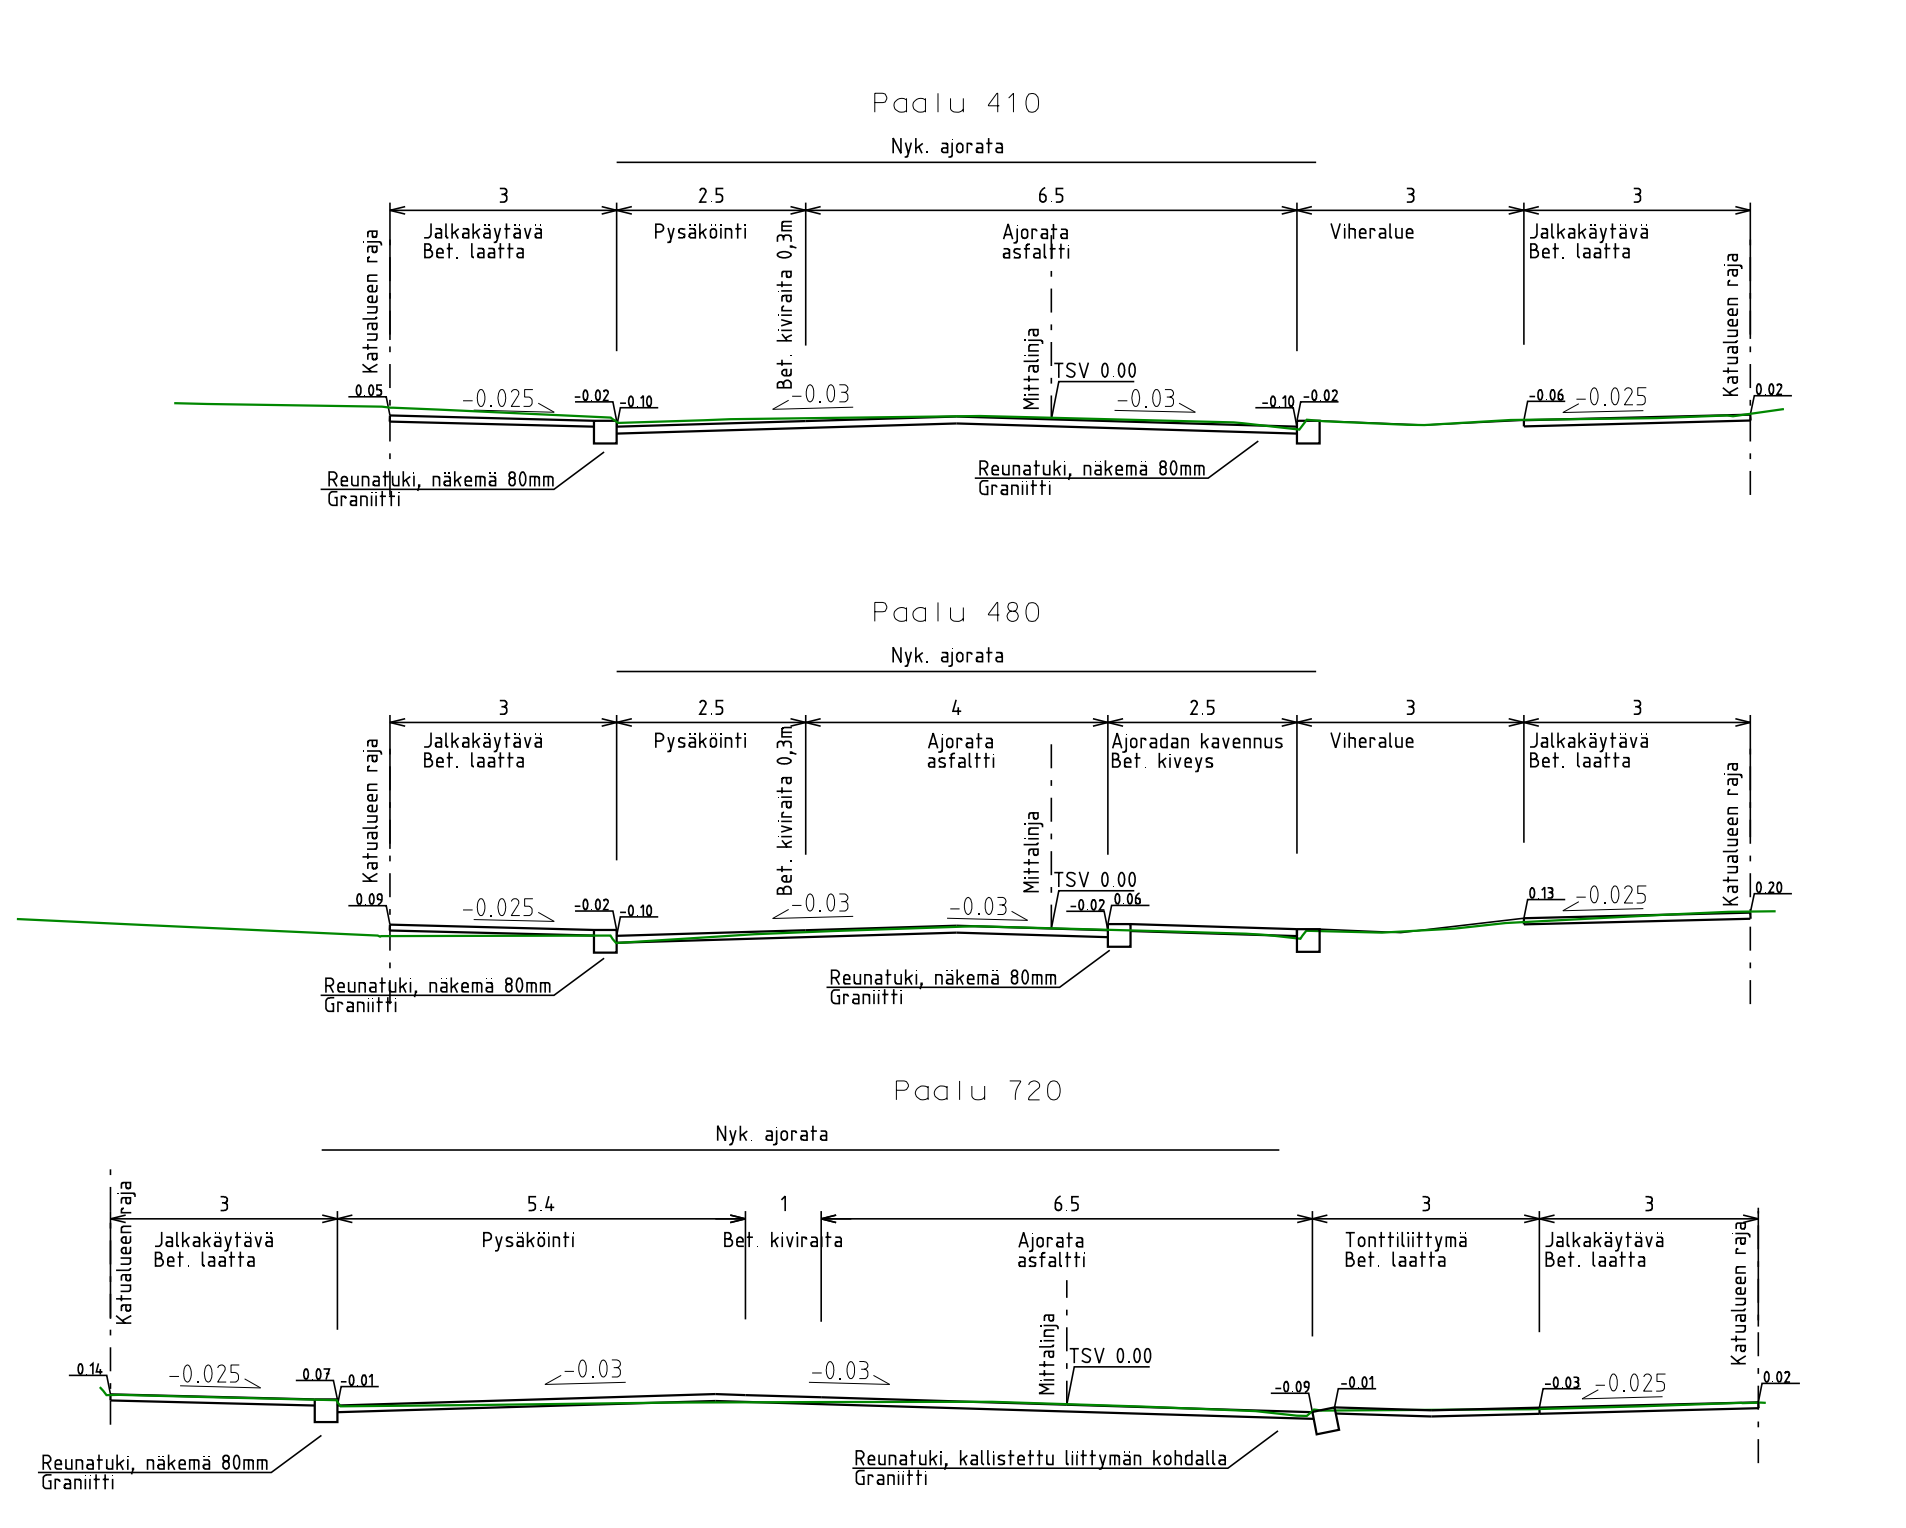 Paalu 410
Nyk. ajorata
3 2.5 6.5 3 3
Jalkakäytävä Pysäköinti Ajorata Viheralue Jalkakäytävä
Bet. laatta asfaltti Bet. laatta
Katualueen raja
Bet. kiviraita 0,3m
Mittalinja
Katualueen raja
TSV 0.00
0.05 -0.025 -0.02 -0.10 -0.03 -0.03 -0.10 -0.02 -0.06 -0.025 0.02
Reunatuki, näkemä 80mm Reunatuki, näkemä 80mm
Graniitti Graniitti
Paalu 480
Nyk. ajorata
3 2.5 4 2.5 3 3
Jalkakäytävä Pysäköinti Ajorata Ajoradan kavennus Viheralue Jalkakäytävä
Bet. laatta asfaltti Bet. kiveys Bet. laatta
Katualueen raja
Bet. kiviraita 0,3m
Mittalinja
Katualueen raja
TSV 0.00
0.09 -0.025 -0.02 -0.10 -0.03 -0.03 -0.02 0.06 0.13 -0.025 0.20
Reunatuki, näkemä 80mm Reunatuki, näkemä 80mm
Graniitti Graniitti
Paalu 720
Nyk. ajorata
3 5.4 1 6.5 3 3
Jalkakäytävä Pysäköinti Bet. kiviraita Ajorata Tonttiliittymä Jalkakäytävä
Bet. laatta asfaltti Bet. laatta Bet. laatta
Katualueen raja
Mittalinja
Katualueen raja
TSV 0.00
0.14 -0.025 0.07 -0.01 -0.03 -0.03 -0.09 -0.01 -0.03 -0.025 0.02
Reunatuki, näkemä 80mm Reunatuki, kallistettu liittymän kohdalla
Graniitti Graniitti